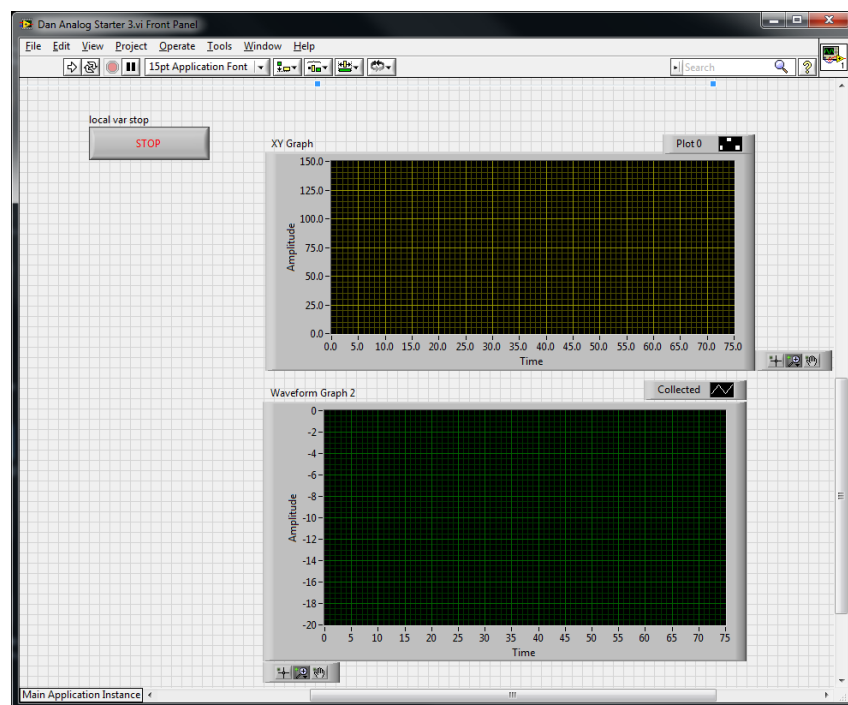 Dan Analog Starter 3.vi Front Panel
File Edit View Project Operate Tools Window Help
15pt Application Font
Search
?
1
local var stop
STOP
XY Graph
Plot 0
150.0
125.0
100.0
75.0
50.0
25.0
0.0
Amplitude
0.0 5.0 10.0 15.0 20.0 25.0 30.0 35.0 40.0 45.0 50.0 55.0 60.0 65.0 70.0 75.0
Time
Waveform Graph 2
Collected
0
-2
-4
-6
-8
-10
-12
-14
-16
-18
-20
Amplitude
0 5 10 15 20 25 30 35 40 45 50 55 60 65 70 75
Time
Main Application Instance